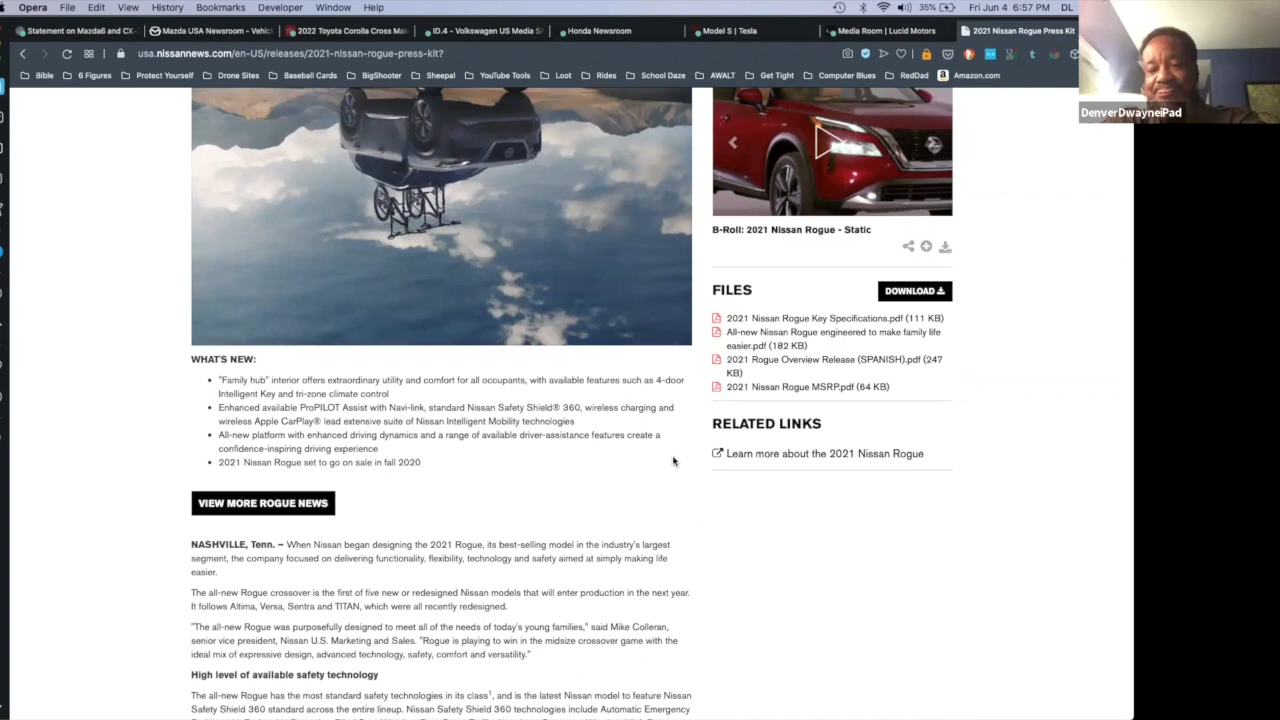 Opera File Edit View History Bookmarks Developer Window Help
35% Fri Jun 4 6:57 PM DL
Statement on Mazda6 and CX- Mazda USA Newsroom - Vehicl 2022 Toyota Corolla Cross Mak ID.4 - Volkswagen US Media Si Honda Newsroom Model S | Tesla Media Room | Lucid Motors 2021 Nissan Rogue Press Kit
usa.nissannews.com/en-US/releases/2021-nissan-rogue-press-kit?
Bible 6 Figures Protect Yourself Drone Sites Baseball Cards BigShooter Sheepal YouTube Tools Loot Rides School Daze AWALT Get Tight Computer Blues RedDad Amazon.com
DenverDwayneiPad
B-Roll: 2021 Nissan Rogue - Static
FILES
DOWNLOAD
2021 Nissan Rogue Key Specifications.pdf (111 KB)
All-new Nissan Rogue engineered to make family life
easier.pdf (182 KB)
2021 Rogue Overview Release (SPANISH).pdf (247
KB)
2021 Nissan Rogue MSRP.pdf (64 KB)
RELATED LINKS
Learn more about the 2021 Nissan Rogue
WHAT'S NEW:
"Family hub" interior offers extraordinary utility and comfort for all occupants, with available features such as 4-door
Intelligent Key and tri-zone climate control
Enhanced available ProPILOT Assist with Navi-link, standard Nissan Safety Shield® 360, wireless charging and
wireless Apple CarPlay® lead extensive suite of Nissan Intelligent Mobility technologies
All-new platform with enhanced driving dynamics and a range of available driver-assistance features create a
confidence-inspiring driving experience
2021 Nissan Rogue set to go on sale in fall 2020
VIEW MORE ROGUE NEWS
NASHVILLE, Tenn. – When Nissan began designing the 2021 Rogue, its best-selling model in the industry's largest
segment, the company focused on delivering functionality, flexibility, technology and safety aimed at simply making life
easier.
The all-new Rogue crossover is the first of five new or redesigned Nissan models that will enter production in the next year.
It follows Altima, Versa, Sentra and TITAN, which were all recently redesigned.
"The all-new Rogue was purposefully designed to meet all of the needs of today's young families," said Mike Colleran,
senior vice president, Nissan U.S. Marketing and Sales. "Rogue is playing to win in the midsize crossover game with the
ideal mix of expressive design, advanced technology, safety, comfort and versatility."
High level of available safety technology
The all-new Rogue has the most standard safety technologies in its class¹, and is the latest Nissan model to feature Nissan
Safety Shield 360 standard across the entire lineup. Nissan Safety Shield 360 technologies include Automatic Emergency